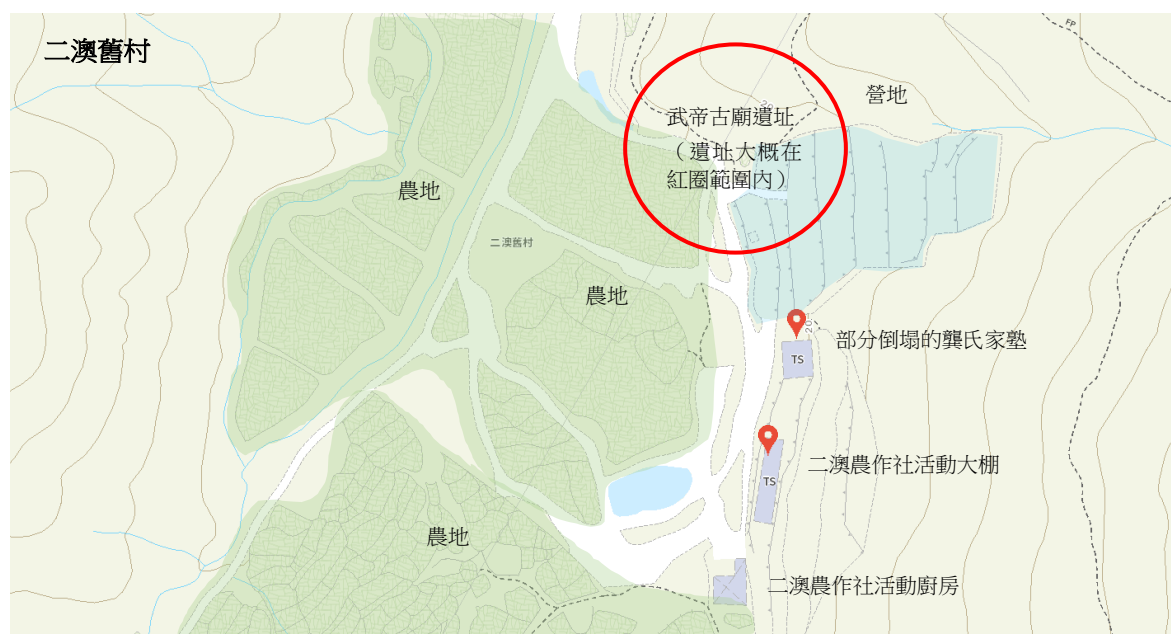 二澳舊村
FP
營地
20
武帝古廟遺址
（遺址大概在
紅圈範圍內）
農地
二澳舊村
農地
20
部分倒塌的龔氏家塾
TS
二澳農作社活動大棚
TS
農地
二澳農作社活動廚房